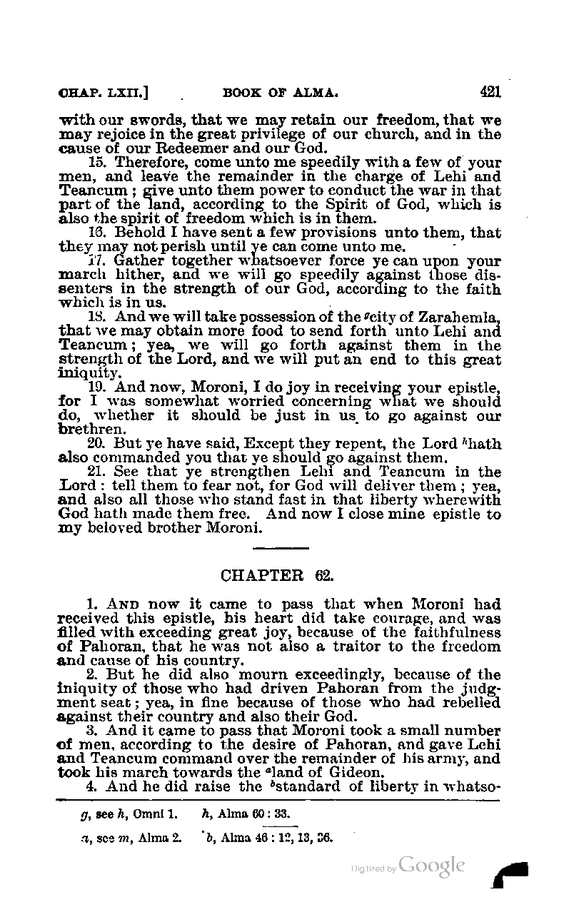 CHAP. LXII.] BOOK OF ALMA. 421
with our swords, that we may retain our freedom, that we
may rejoice in the great privilege of our church, and in the
cause of our Redeemer and our God.
15. Therefore, come unto me speedily with a few of your
men, and leave the remainder in the charge of Lehi and
Teancum; give unto them power to conduct the war in that
part of the land, according to the Spirit of God, which is
also the spirit of freedom which is in them.
16. Behold I have sent a few provisions unto them, that
they may not perish until ye can come unto me.
17. Gather together whatsoever force ye can upon your
march hither, and we will go speedily against those dis-
senters in the strength of our God, according to the faith
which is in us.
18. And we will take possession of the gcity of Zarahemla,
that we may obtain more food to send forth unto Lehi and
Teancum; yea, we will go forth against them in the
strength of the Lord, and we will put an end to this great
iniquity.
19. And now, Moroni, I do joy in receiving your epistle,
for I was somewhat worried concerning what we should
do, whether it should be just in us to go against our
brethren.
20. But ye have said, Except they repent, the Lord hhath
also commanded you that ye should go against them.
21. See that ye strengthen Lehi and Teancum in the
Lord: tell them to fear not, for God will deliver them; yea,
and also all those who stand fast in that liberty wherewith
God hath made them free. And now I close mine epistle to
my beloved brother Moroni.
CHAPTER 62.
1. AND now it came to pass that when Moroni had
received this epistle, his heart did take courage, and was
filled with exceeding great joy, because of the faithfulness
of Pahoran, that he was not also a traitor to the freedom
and cause of his country.
2. But he did also mourn exceedingly, because of the
iniquity of those who had driven Pahoran from the judg-
ment seat; yea, in fine because of those who had rebelled
against their country and also their God.
3. And it came to pass that Moroni took a small number
of men, according to the desire of Pahoran, and gave Lehi
and Teancum command over the remainder of his army, and
took his march towards the aland of Gideon.
4. And he did raise the bstandard of liberty in whatso-
g, see h, Omni 1. h, Alma 60: 33.
a, see m, Alma 2. b, Alma 46: 12, 13, 36.
Digitized by Google